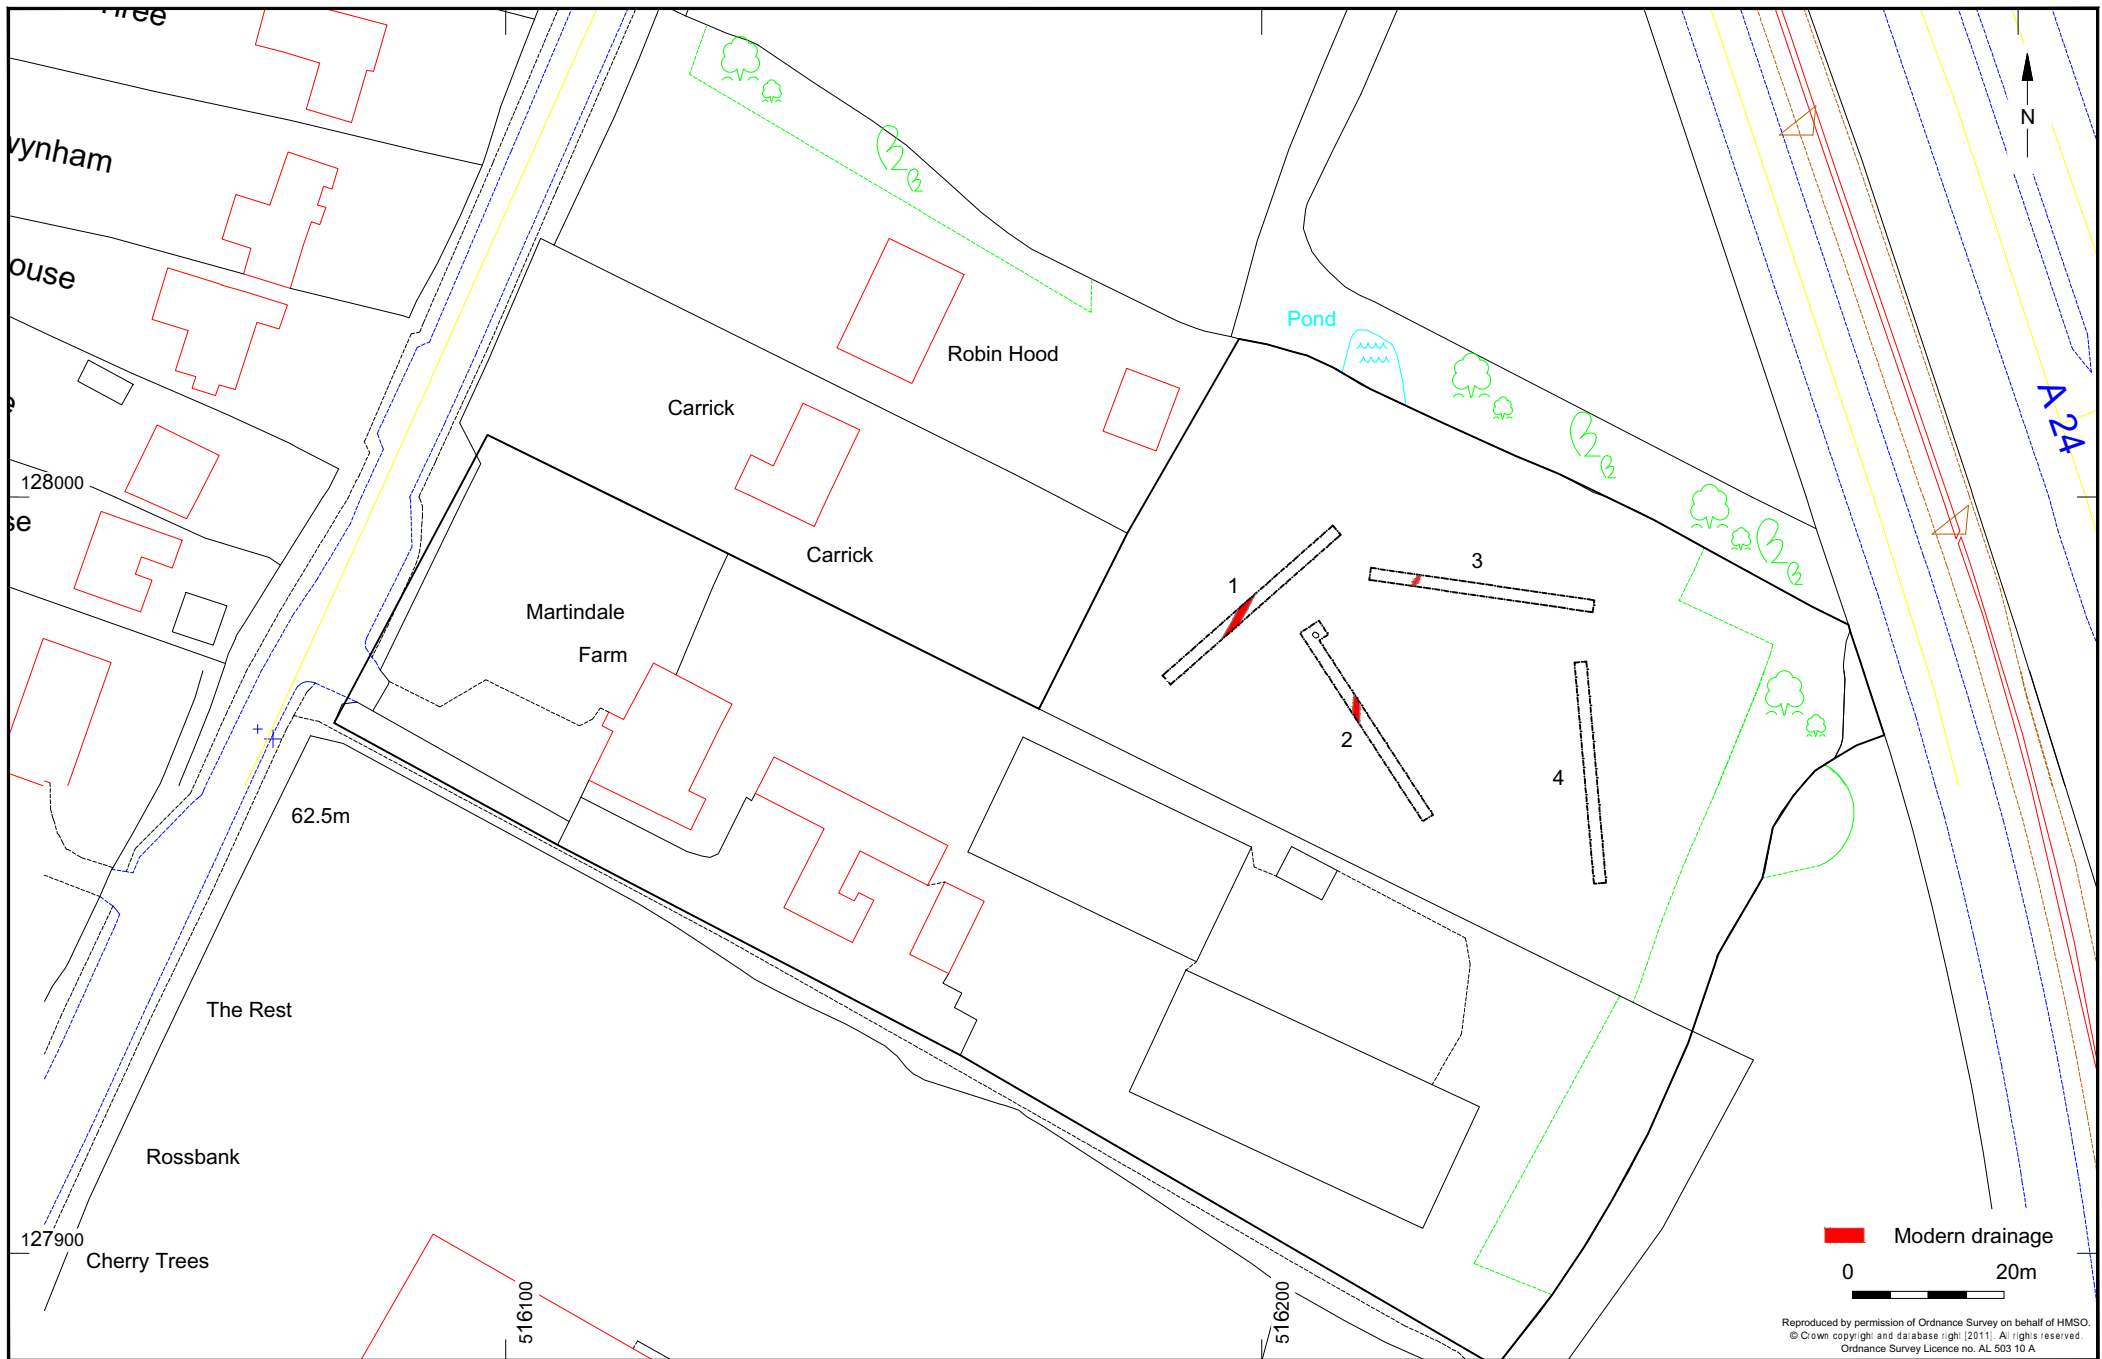 wynham
ouse
128000
Robin Hood
Carrick
Carrick
Pond
A 24
N
Martindale
Farm
1
2
3
4
62.5m
The Rest
Rossbank
127900
Cherry Trees
516100
516200
Modern drainage
0 20m
Reproduced by permission of Ordnance Survey on behalf of HMSO.
© Crown copyright and database right [2011]. All rights reserved.
Ordnance Survey Licence no. AL 503 10 A